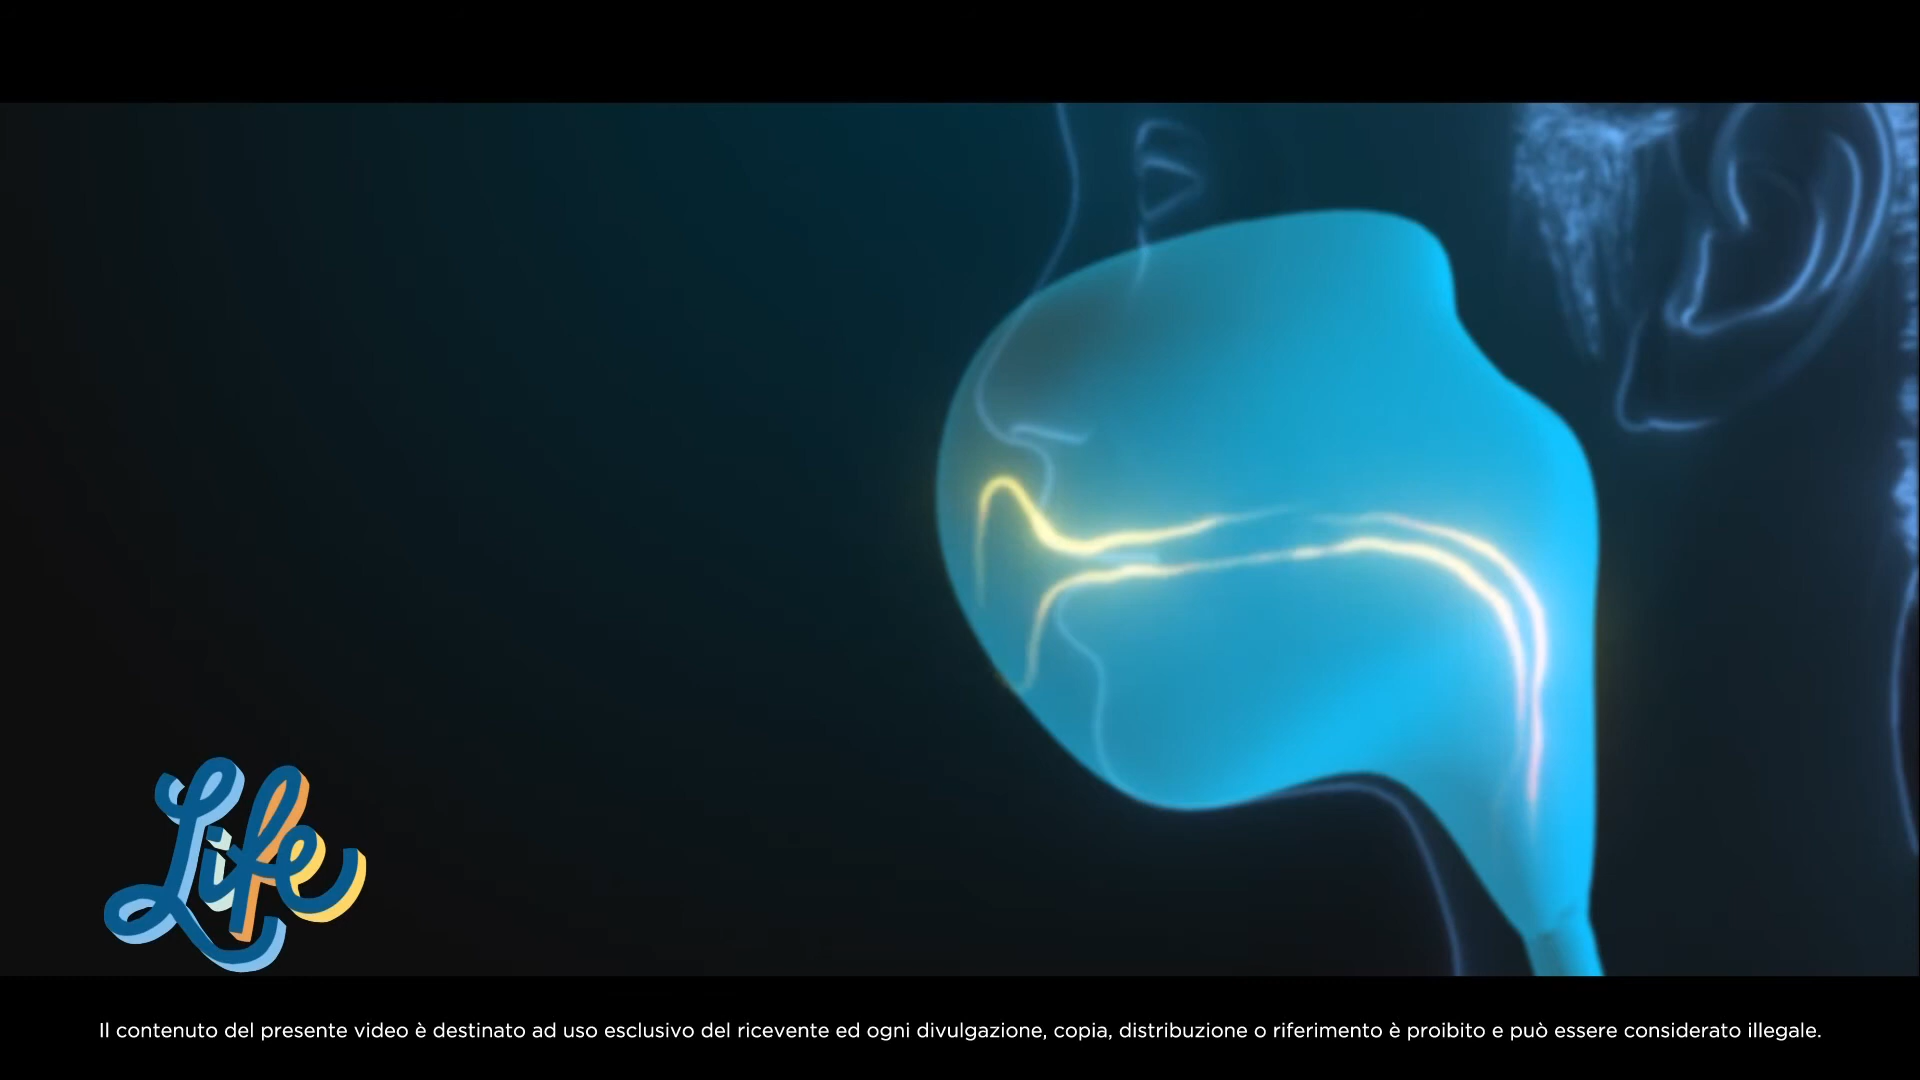 Life
Il contenuto del presente video è destinato ad uso esclusivo del ricevente ed ogni divulgazione, copia, distribuzione o riferimento è proibito e può essere considerato illegale.